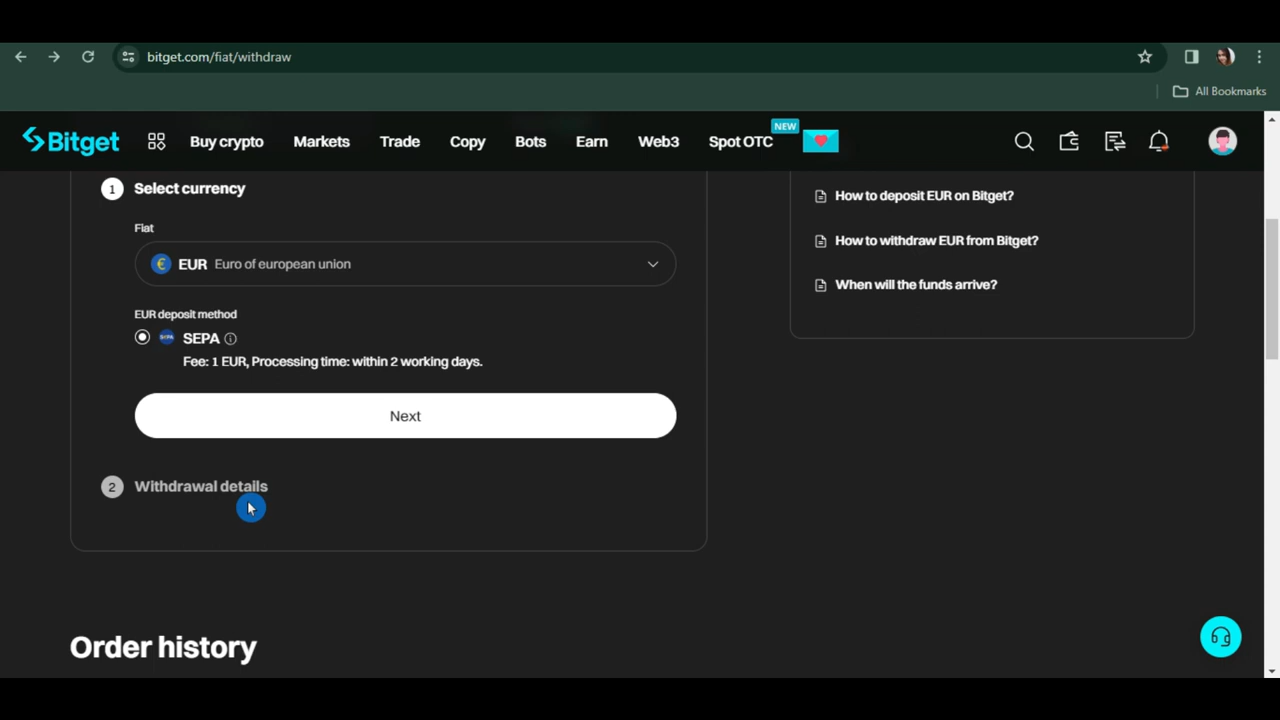 bitget.com/fiat/withdraw
All Bookmarks
Bitget
Buy crypto
Markets
Trade
Copy
Bots
Earn
Web3
Spot OTC
NEW
1 Select currency
Fiat
€ EUR Euro of european union
EUR deposit method
SEPA SEPA
Fee: 1 EUR, Processing time: within 2 working days.
Next
2 Withdrawal details
How to deposit EUR on Bitget?
How to withdraw EUR from Bitget?
When will the funds arrive?
Order history